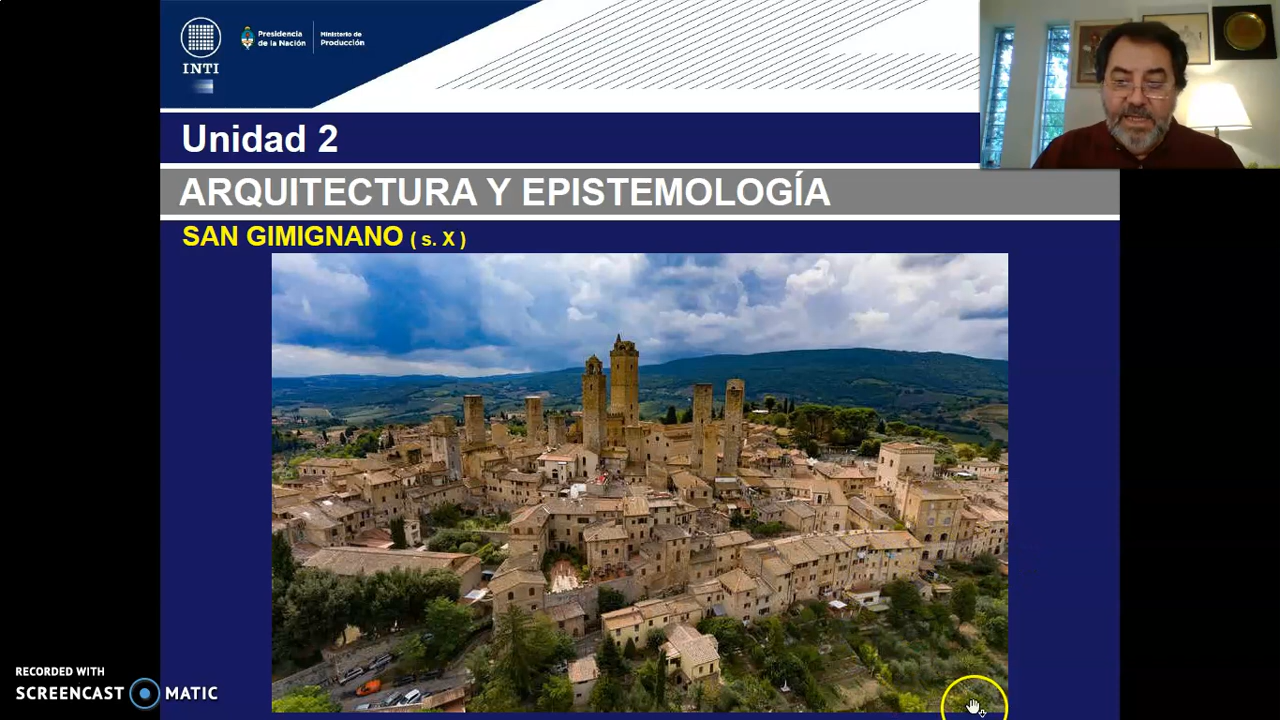 INTI
Presidencia
de la Nación
Ministerio de
Producción
Unidad 2
ARQUITECTURA Y EPISTEMOLOGÍA
SAN GIMIGNANO ( s. X )
RECORDED WITH
SCREENCAST MATIC